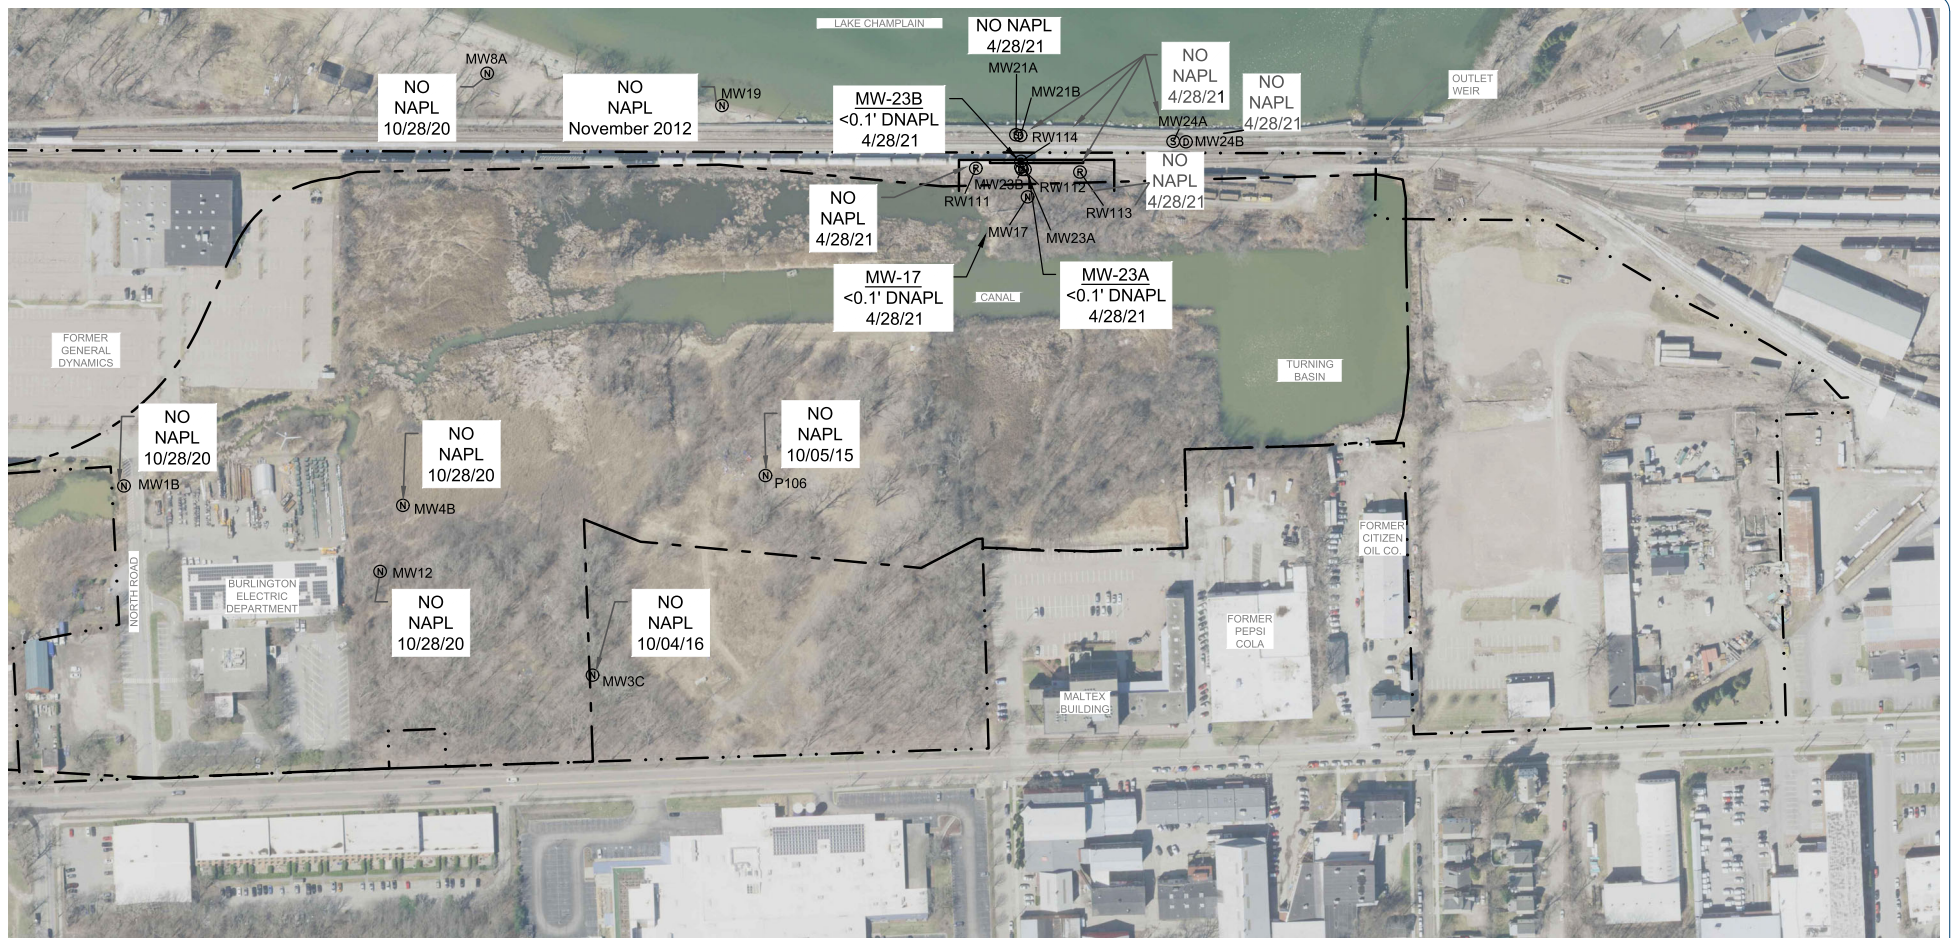 LAKE CHAMPLAIN
NO NAPL
4/28/21
MW21A
MW21B
NO
NAPL
4/28/21
OUTLET
WEIR
MW8A
NO
NAPL
10/28/20
NO
NAPL
November 2012
MW19
MW-23B
<0.1' DNAPL
4/28/21
NO
NAPL
4/28/21
MW24A
MW24B
RW114
NO
NAPL
4/28/21
MW23B
RW112
RW111
RW113
NO
NAPL
4/28/21
MW17
MW23A
MW-17
<0.1' DNAPL
4/28/21
CANAL
MW-23A
<0.1' DNAPL
4/28/21
FORMER
GENERAL
DYNAMICS
TURNING
BASIN
NO
NAPL
10/28/20
MW1B
NO
NAPL
10/28/20
MW4B
NO
NAPL
10/05/15
P106
NORTH ROAD
BURLINGTON
ELECTRIC
DEPARTMENT
MW12
NO
NAPL
10/28/20
NO
NAPL
10/04/16
MW3C
FORMER
CITIZEN
OIL CO.
FORMER
PEPSI
COLA
MALTEX
BUILDING
N
N
S
D
R
R
N
N
N
N
N
N